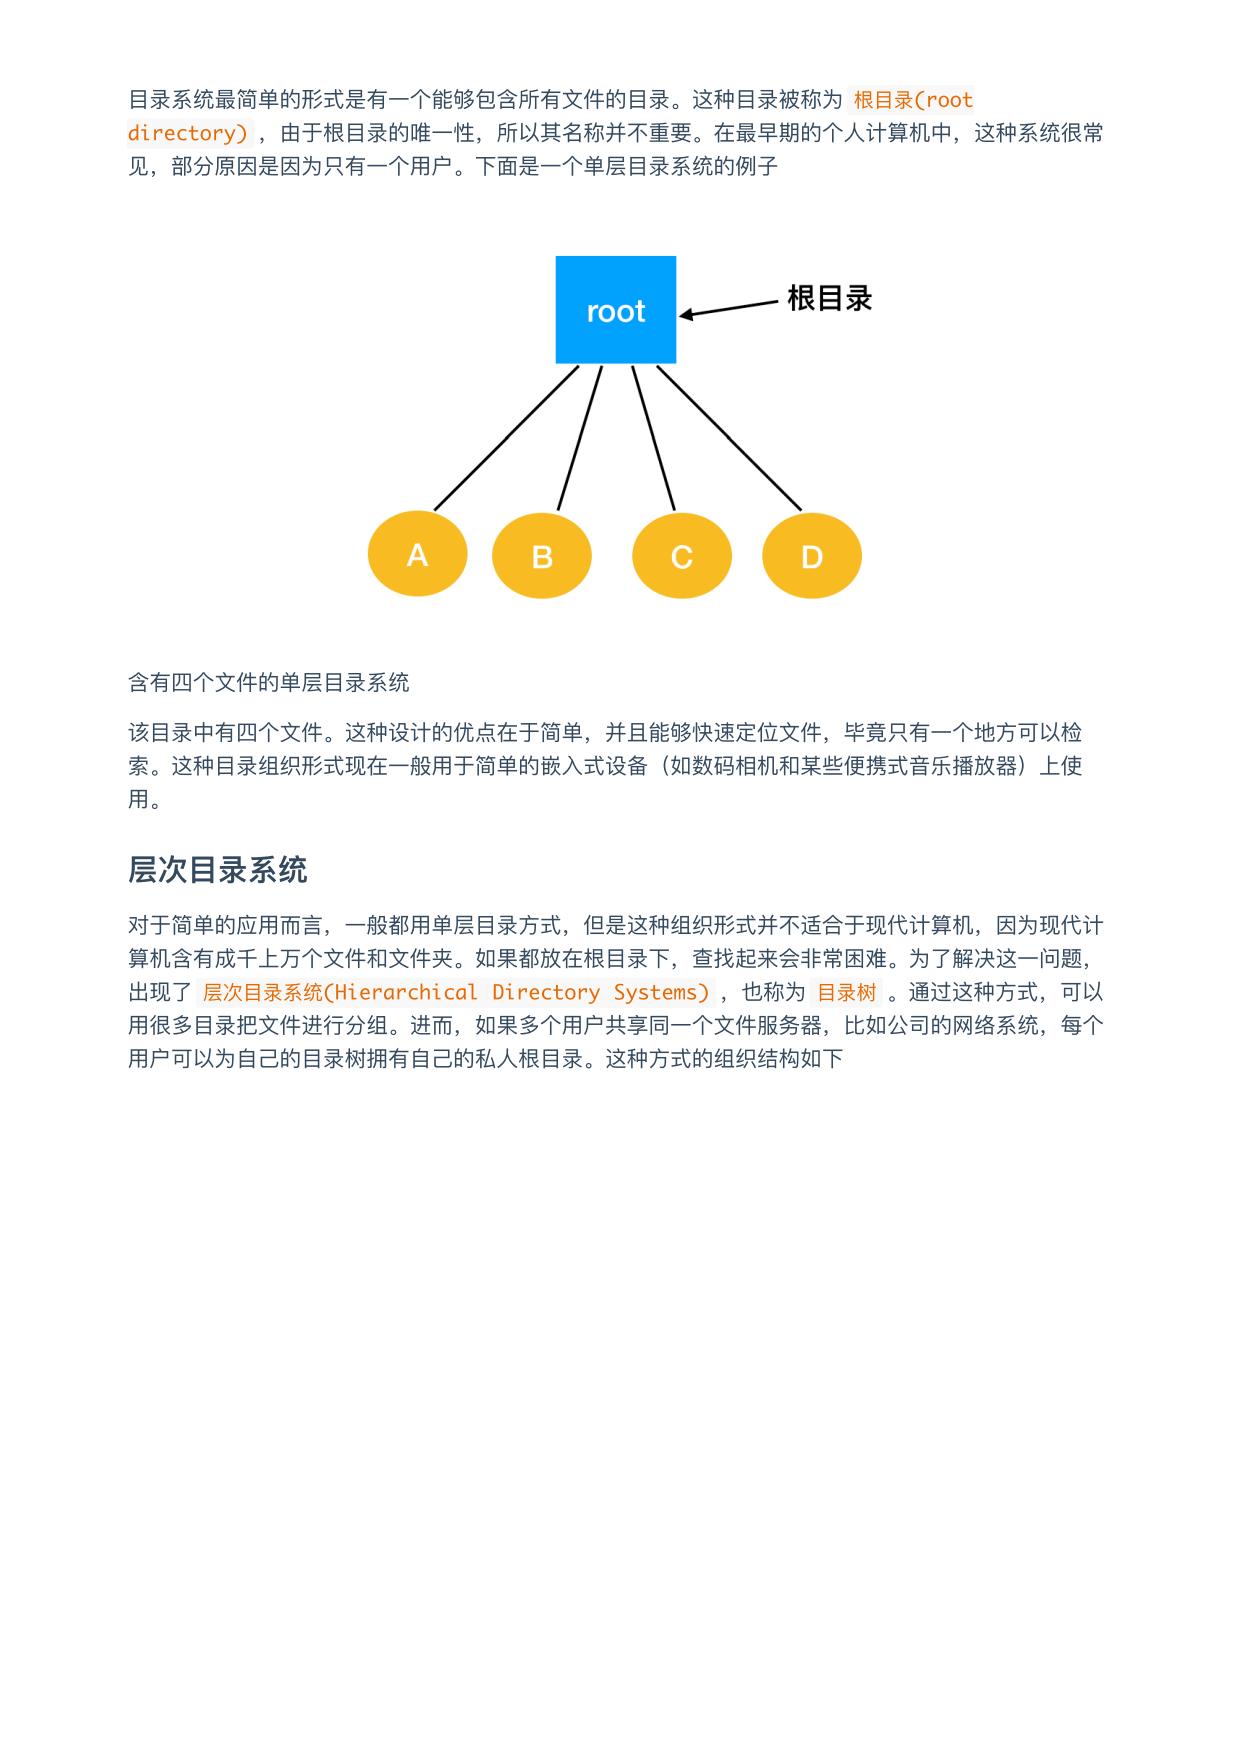 目录系统最简单的形式是有一个能够包含所有文件的目录。这种目录被称为 根目录(root
directory) ，由于根目录的唯一性，所以其名称并不重要。在最早期的个人计算机中，这种系统很常
见，部分原因是因为只有一个用户。下面是一个单层目录系统的例子
root
根目录
A
B
C
D
含有四个文件的单层目录系统
该目录中有四个文件。这种设计的优点在于简单，并且能够快速定位文件，毕竟只有一个地方可以检
索。这种目录组织形式现在一般用于简单的嵌入式设备（如数码相机和某些便携式音乐播放器）上使
用。
层次目录系统
对于简单的应用而言，一般都用单层目录方式，但是这种组织形式并不适合于现代计算机，因为现代计
算机含有成千上万个文件和文件夹。如果都放在根目录下，查找起来会非常困难。为了解决这一问题，
出现了 层次目录系统(Hierarchical Directory Systems) ，也称为 目录树 。通过这种方式，可以
用很多目录把文件进行分组。进而，如果多个用户共享同一个文件服务器，比如公司的网络系统，每个
用户可以为自己的目录树拥有自己的私人根目录。这种方式的组织结构如下